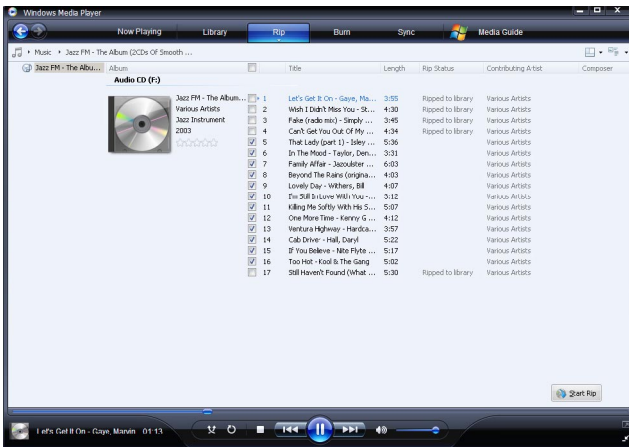 Windows Media Player
Now Playing Library Rip Burn Sync Media Guide
Music Jazz FM - The Album (2CDs Of Smooth ...
Jazz FM - The Albu... Album Title Length Rip Status Contributing Artist Composer
Audio CD (F:)
Jazz FM - The Album...
Various Artists
Jazz Instrument
2003
1 Let's Get It On - Gaye, Ma... 3:55 Ripped to library Various Artists
2 Wish I Didn't Miss You - St... 4:30 Ripped to library Various Artists
3 Fake (radio mix) - Simply ... 3:45 Ripped to library Various Artists
4 Can't Get You Out Of My ... 4:34 Ripped to library Various Artists
5 That Lady (part 1) - Isley ... 5:36 Various Artists
6 In The Mood - Taylor, Den... 3:31 Various Artists
7 Family Affair - Jazoulster ... 6:03 Various Artists
8 Beyond The Rains (origina... 4:03 Various Artists
9 Lovely Day - Withers, Bill 4:07 Various Artists
10 I'm Still In Love With You - ... 3:12 Various Artists
11 Killing Me Softly With His S... 5:07 Various Artists
12 One More Time - Kenny G ... 4:12 Various Artists
13 Ventura Highway - Hardca... 3:57 Various Artists
14 Cab Driver - Hall, Daryl 5:22 Various Artists
15 If You Believe - Nite Flyte ... 5:17 Various Artists
16 Too Hot - Kool & The Gang 5:02 Various Artists
17 Still Haven't Found (What ... 5:30 Ripped to library Various Artists
Start Rip
Let's Get It On - Gaye, Marvin 01:13